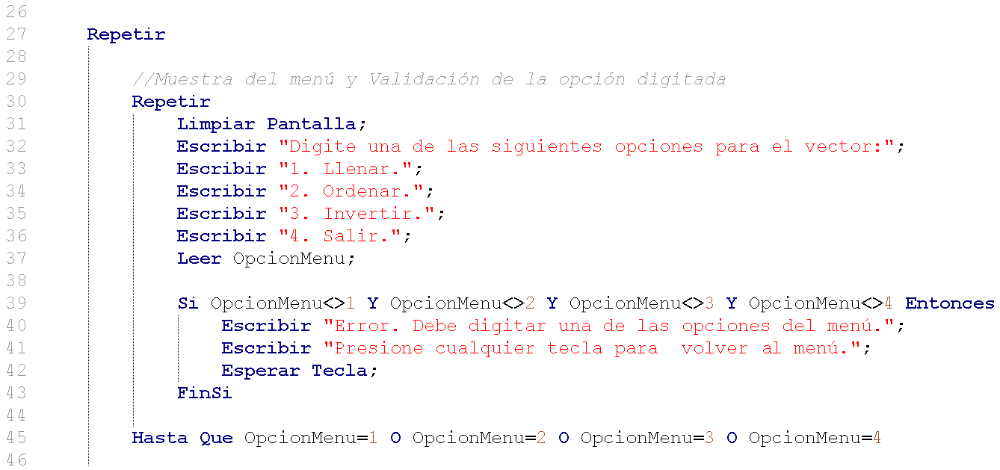 26
27 Repetir
28
29 //Muestra del menú y Validación de la opción digitada
30 Repetir
31 Limpiar Pantalla;
32 Escribir "Digite una de las siguientes opciones para el vector:";
33 Escribir "1. Llenar.";
34 Escribir "2. Ordenar.";
35 Escribir "3. Invertir.";
36 Escribir "4. Salir.";
37 Leer OpcionMenu;
38
39 Si OpcionMenu<>1 Y OpcionMenu<>2 Y OpcionMenu<>3 Y OpcionMenu<>4 Entonces
40 Escribir "Error. Debe digitar una de las opciones del menú.";
41 Escribir "Presione cualquier tecla para  volver al menú.";
42 Esperar Tecla;
43 FinSi
44
45 Hasta Que OpcionMenu=1 O OpcionMenu=2 O OpcionMenu=3 O OpcionMenu=4
46